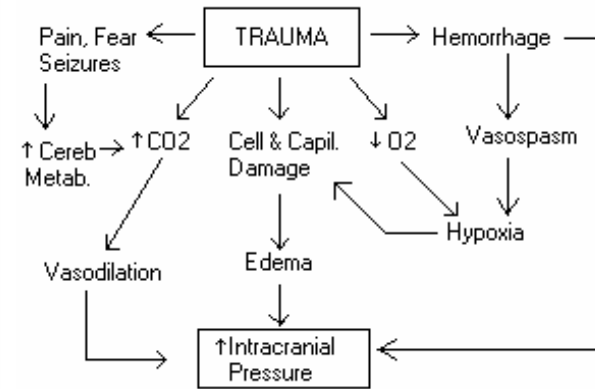 Pain, Fear
Seizures
TRAUMA
Hemorrhage
↑ Cereb
Metab.
↑ CO2
Cell & Capil.
Damage
↓ O2
Vasospasm
Hypoxia
Vasodilation
Edema
↑Intracranial
Pressure